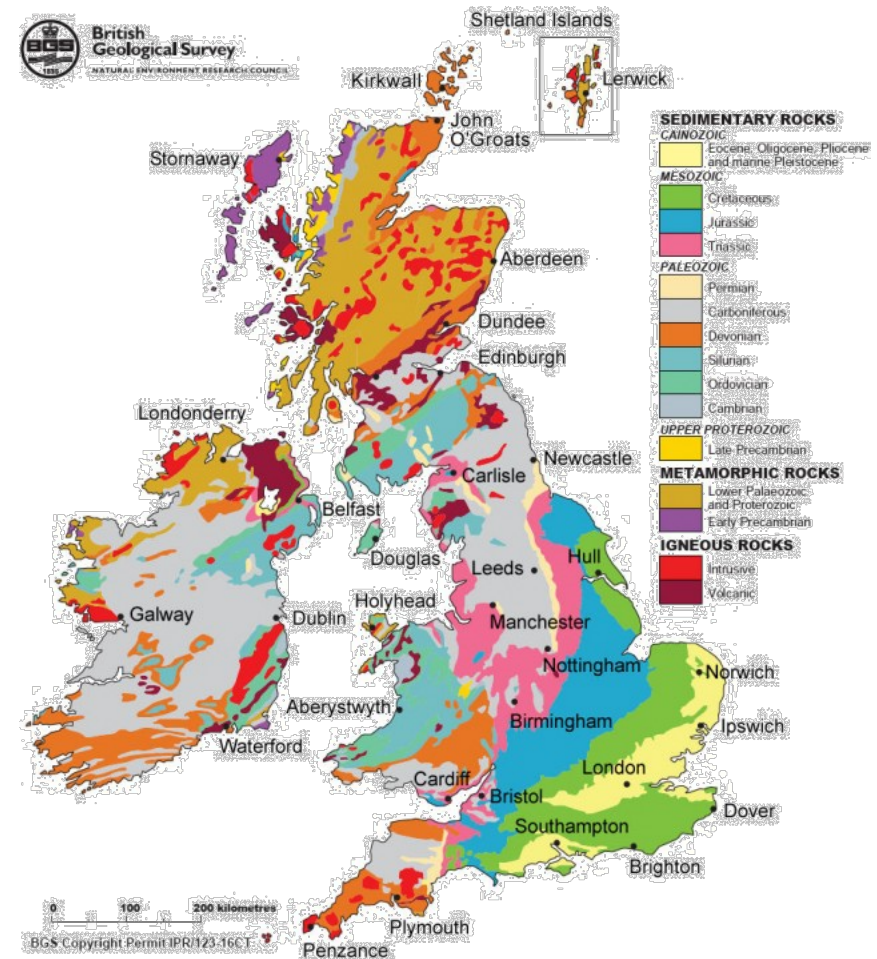 BGS
1835
British
Geological Survey
NATURAL ENVIRONMENT RESEARCH COUNCIL
Shetland Islands
Kirkwall
Lerwick
John
O'Groats
Stornaway
Aberdeen
Dundee
Edinburgh
Londonderry
Newcastle
Carlisle
Belfast
Douglas
Leeds
Hull
Holyhead
Galway
Dublin
Manchester
Nottingham
Norwich
Aberystwyth
Birmingham
Ipswich
Waterford
London
Cardiff
Bristol
Dover
Southampton
Brighton
Plymouth
Penzance
SEDIMENTARY ROCKS
CAINOZOIC
Eocene, Oligocene, Pliocene
and marine Pleistocene
MESOZOIC
Cretaceous
Jurassic
Triassic
PALEOZOIC
Permian
Carboniferous
Devonian
Silurian
Ordovician
Cambrian
UPPER PROTEROZOIC
Late Precambrian
METAMORPHIC ROCKS
Lower Palaeozoic
and Proterozoic
Early Precambrian
IGNEOUS ROCKS
Intrusive
Volcanic
0 100 200 kilometres
BGS Copyright Permit IPR/123-16CT